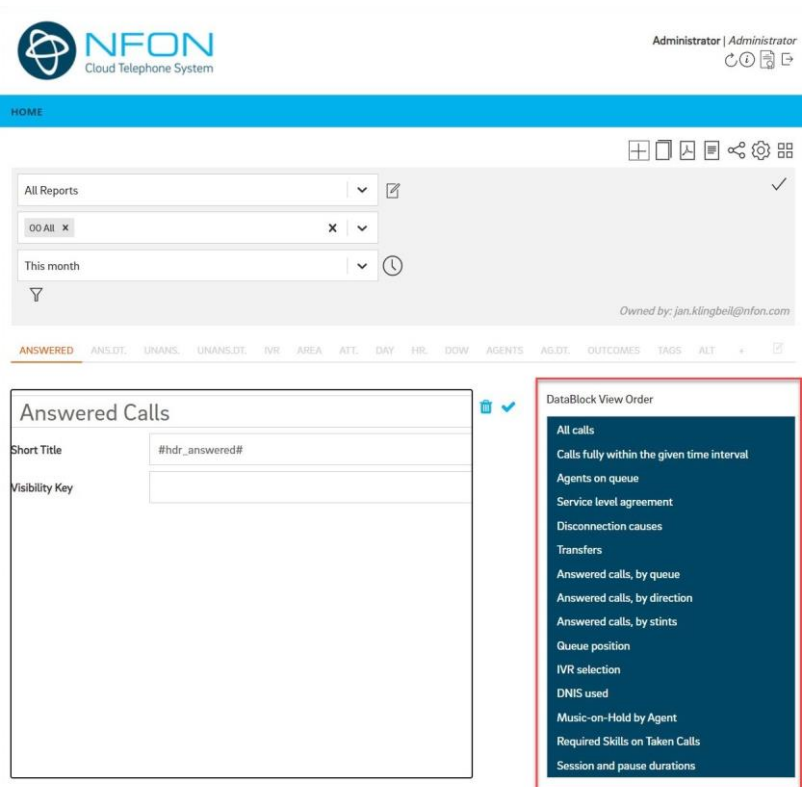 NFON
Cloud Telephone System
Administrator | Administrator
HOME
All Reports
00 All
This month
Owned by: jan.klingbeil@nfon.com
ANSWERED ANS.DT. UNANS. UNANS.DT. IVR AREA ATT. DAY HR. DOW AGENTS AG.DT. OUTCOMES TAGS ALT +
Answered Calls
Short Title #hdr_answered#
Visibility Key
DataBlock View Order
All calls
Calls fully within the given time interval
Agents on queue
Service level agreement
Disconnection causes
Transfers
Answered calls, by queue
Answered calls, by direction
Answered calls, by stints
Queue position
IVR selection
DNIS used
Music-on-Hold by Agent
Required Skills on Taken Calls
Session and pause durations